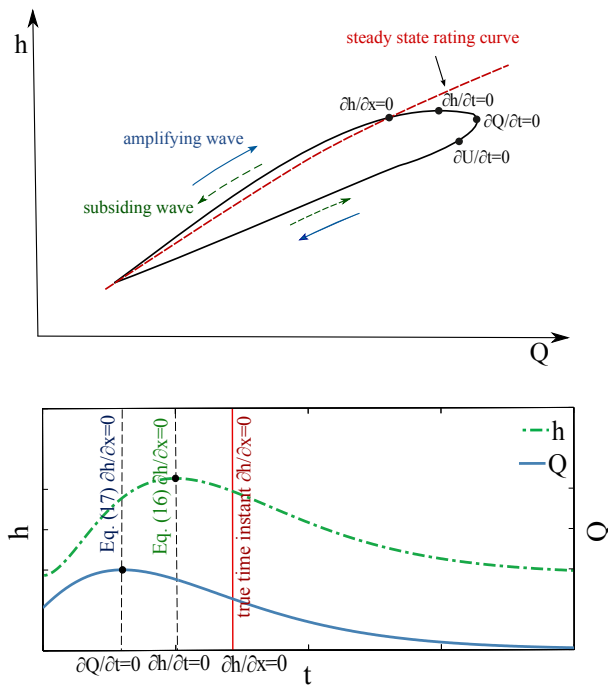 h
steady state rating curve
∂h/∂x=0
∂h/∂t=0
∂Q/∂t=0
∂U/∂t=0
amplifying wave
subsiding wave
Q
Eq. (17) ∂h/∂x=0
Eq. (16) ∂h/∂x=0
true time instant ∂h/∂x=0
h
Q
h
Q
∂Q/∂t=0
∂h/∂t=0
∂h/∂x=0
t